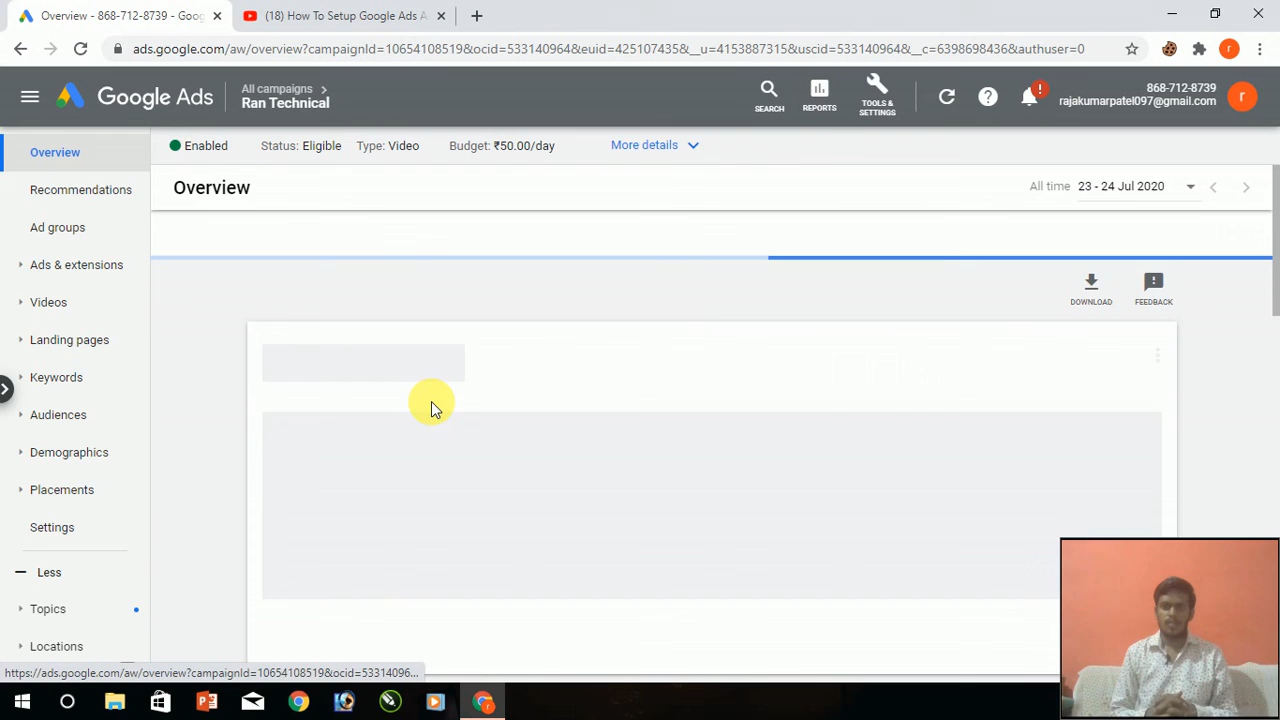 Overview - 868-712-8739 - Goog
(18) How To Setup Google Ads A
ads.google.com/aw/overview?campaignId=10654108519&ocid=533140964&euid=425107435&__u=4153887315&uscid=533140964&__c=6398698436&authuser=0
r
Google Ads
All campaigns
Ran Technical
SEARCH
REPORTS
TOOLS & SETTINGS
!
868-712-8739
rajakumarpatel097@gmail.com
r
Enabled
Status: Eligible
Type: Video
Budget: ₹50.00/day
More details
Overview
All time
23 - 24 Jul 2020
DOWNLOAD
FEEDBACK
Overview
Recommendations
Ad groups
Ads & extensions
Videos
Landing pages
Keywords
Audiences
Demographics
Placements
Settings
Less
Topics
Locations
https://ads.google.com/aw/overview?campaignId=10654108519&ocid=53314096...